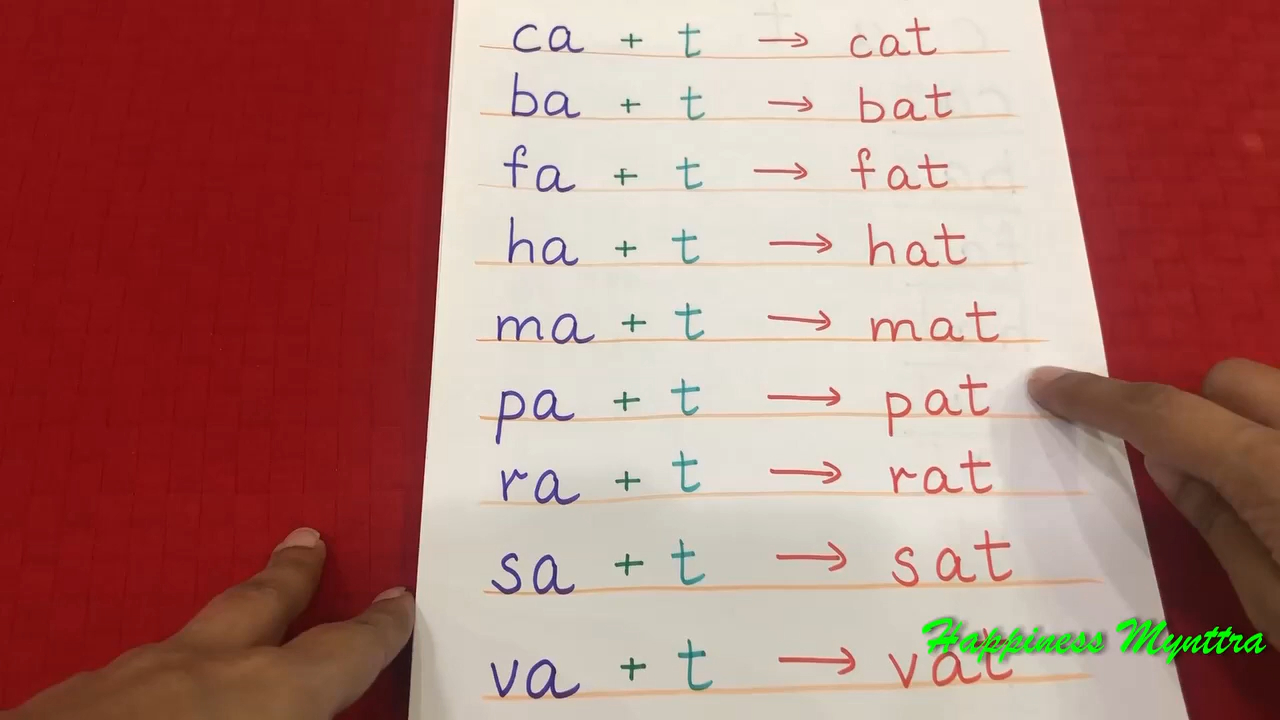 ca + t → cat
ba + t → bat
fa + t → fat
ha + t → hat
ma + t → mat
pa + t → pat
ra + t → rat
sa + t → sat
va + t → vat
Happiness Mynttra